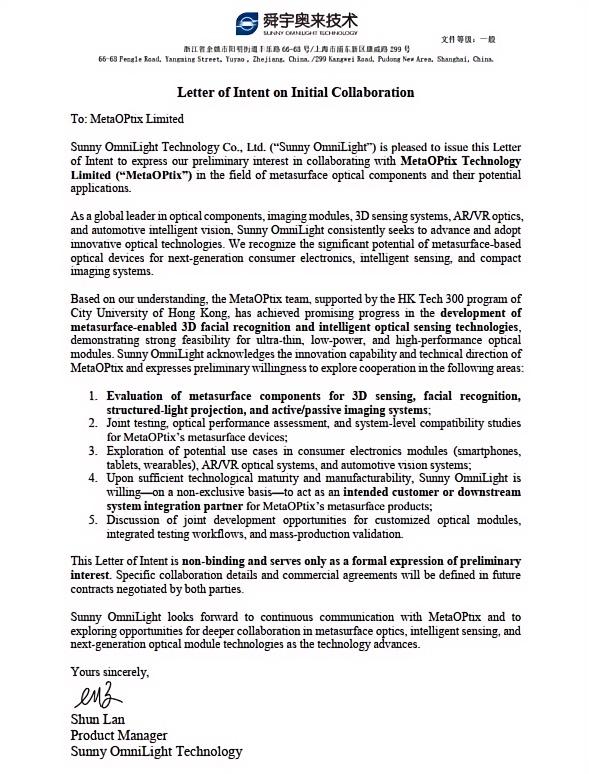 舜宇奥来技术
SUNNY OMNILIGHT TECHNOLOGY
文件等级：一般
浙江省余姚市阳明街道丰乐路 66-68 号/上海市浦东新区康威路 299 号
66-68 Fengle Road, Yangming Street, Yuyao , Zhejiang, China. /299 Kangwei Road, Pudong New Area, Shanghai, China.
Letter of Intent on Initial Collaboration
To: MetaOPtix Limited
Sunny OmniLight Technology Co., Ltd. (“Sunny OmniLight”) is pleased to issue this Letter
of Intent to express our preliminary interest in collaborating with MetaOPtix Technology
Limited (“MetaOPtix”) in the field of metasurface optical components and their potential
applications.
As a global leader in optical components, imaging modules, 3D sensing systems, AR/VR optics,
and automotive intelligent vision, Sunny OmniLight consistently seeks to advance and adopt
innovative optical technologies. We recognize the significant potential of metasurface-based
optical devices for next-generation consumer electronics, intelligent sensing, and compact
imaging systems.
Based on our understanding, the MetaOPtix team, supported by the HK Tech 300 program of
City University of Hong Kong, has achieved promising progress in the development of
metasurface-enabled 3D facial recognition and intelligent optical sensing technologies,
demonstrating strong feasibility for ultra-thin, low-power, and high-performance optical
modules. Sunny OmniLight acknowledges the innovation capability and technical direction of
MetaOPtix and expresses preliminary willingness to explore cooperation in the following areas:
1. Evaluation of metasurface components for 3D sensing, facial recognition,
structured-light projection, and active/passive imaging systems;
2. Joint testing, optical performance assessment, and system-level compatibility studies
for MetaOPtix’s metasurface devices;
3. Exploration of potential use cases in consumer electronics modules (smartphones,
tablets, wearables), AR/VR optical systems, and automotive vision systems;
4. Upon sufficient technological maturity and manufacturability, Sunny OmniLight is
willing—on a non-exclusive basis—to act as an intended customer or downstream
system integration partner for MetaOPtix’s metasurface products;
5. Discussion of joint development opportunities for customized optical modules,
integrated testing workflows, and mass-production validation.
This Letter of Intent is non-binding and serves only as a formal expression of preliminary
interest. Specific collaboration details and commercial agreements will be defined in future
contracts negotiated by both parties.
Sunny OmniLight looks forward to continuous communication with MetaOPtix and to
exploring opportunities for deeper collaboration in metasurface optics, intelligent sensing, and
next-generation optical module technologies as the technology advances.
Yours sincerely,
Shun Lan
Product Manager
Sunny OmniLight Technology